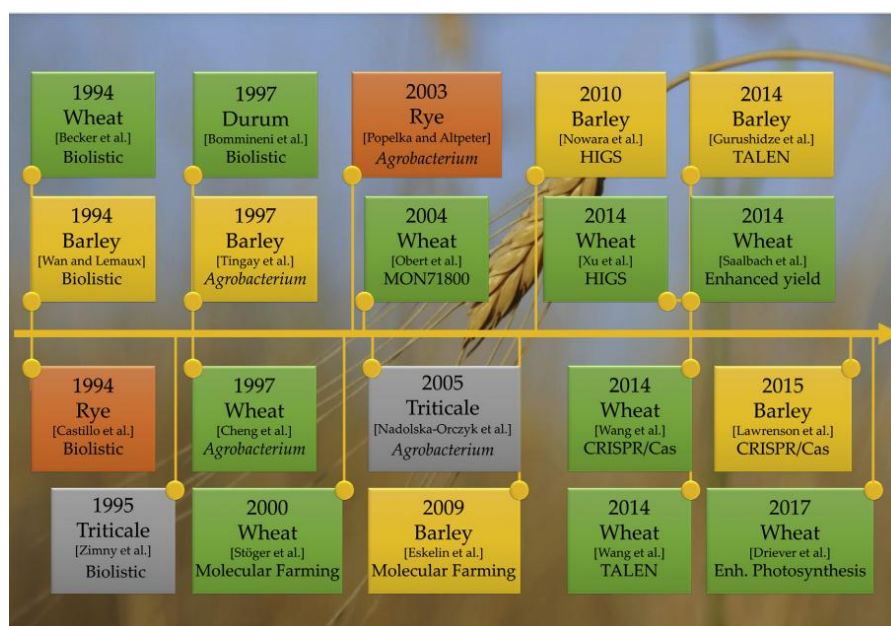 1994
Wheat
[Becker et al.]
Biolistic
1997
Durum
[Bommineni et al.]
Biolistic
2003
Rye
[Popelka and Altpeter]
Agrobacterium
2010
Barley
[Nowara et al.]
HIGS
2014
Barley
[Gurushidze et al.]
TALEN
1994
Barley
[Wan and Lemaux]
Biolistic
1997
Barley
[Tingay et al.]
Agrobacterium
2004
Wheat
[Obert et al.]
MON71800
2014
Wheat
[Xu et al.]
HIGS
2014
Wheat
[Saalbach et al.]
Enhanced yield
1994
Rye
[Castillo et al.]
Biolistic
1997
Wheat
[Cheng et al.]
Agrobacterium
2005
Triticale
[Nadolska-Orczyk et al.]
Agrobacterium
2014
Wheat
[Wang et al.]
CRISPR/Cas
2015
Barley
[Lawrenson et al.]
CRISPR/Cas
1995
Triticale
[Zimny et al.]
Biolistic
2000
Wheat
[Stöger et al.]
Molecular Farming
2009
Barley
[Eskelin et al.]
Molecular Farming
2014
Wheat
[Wang et al.]
TALEN
2017
Wheat
[Driever et al.]
Enh. Photosynthesis